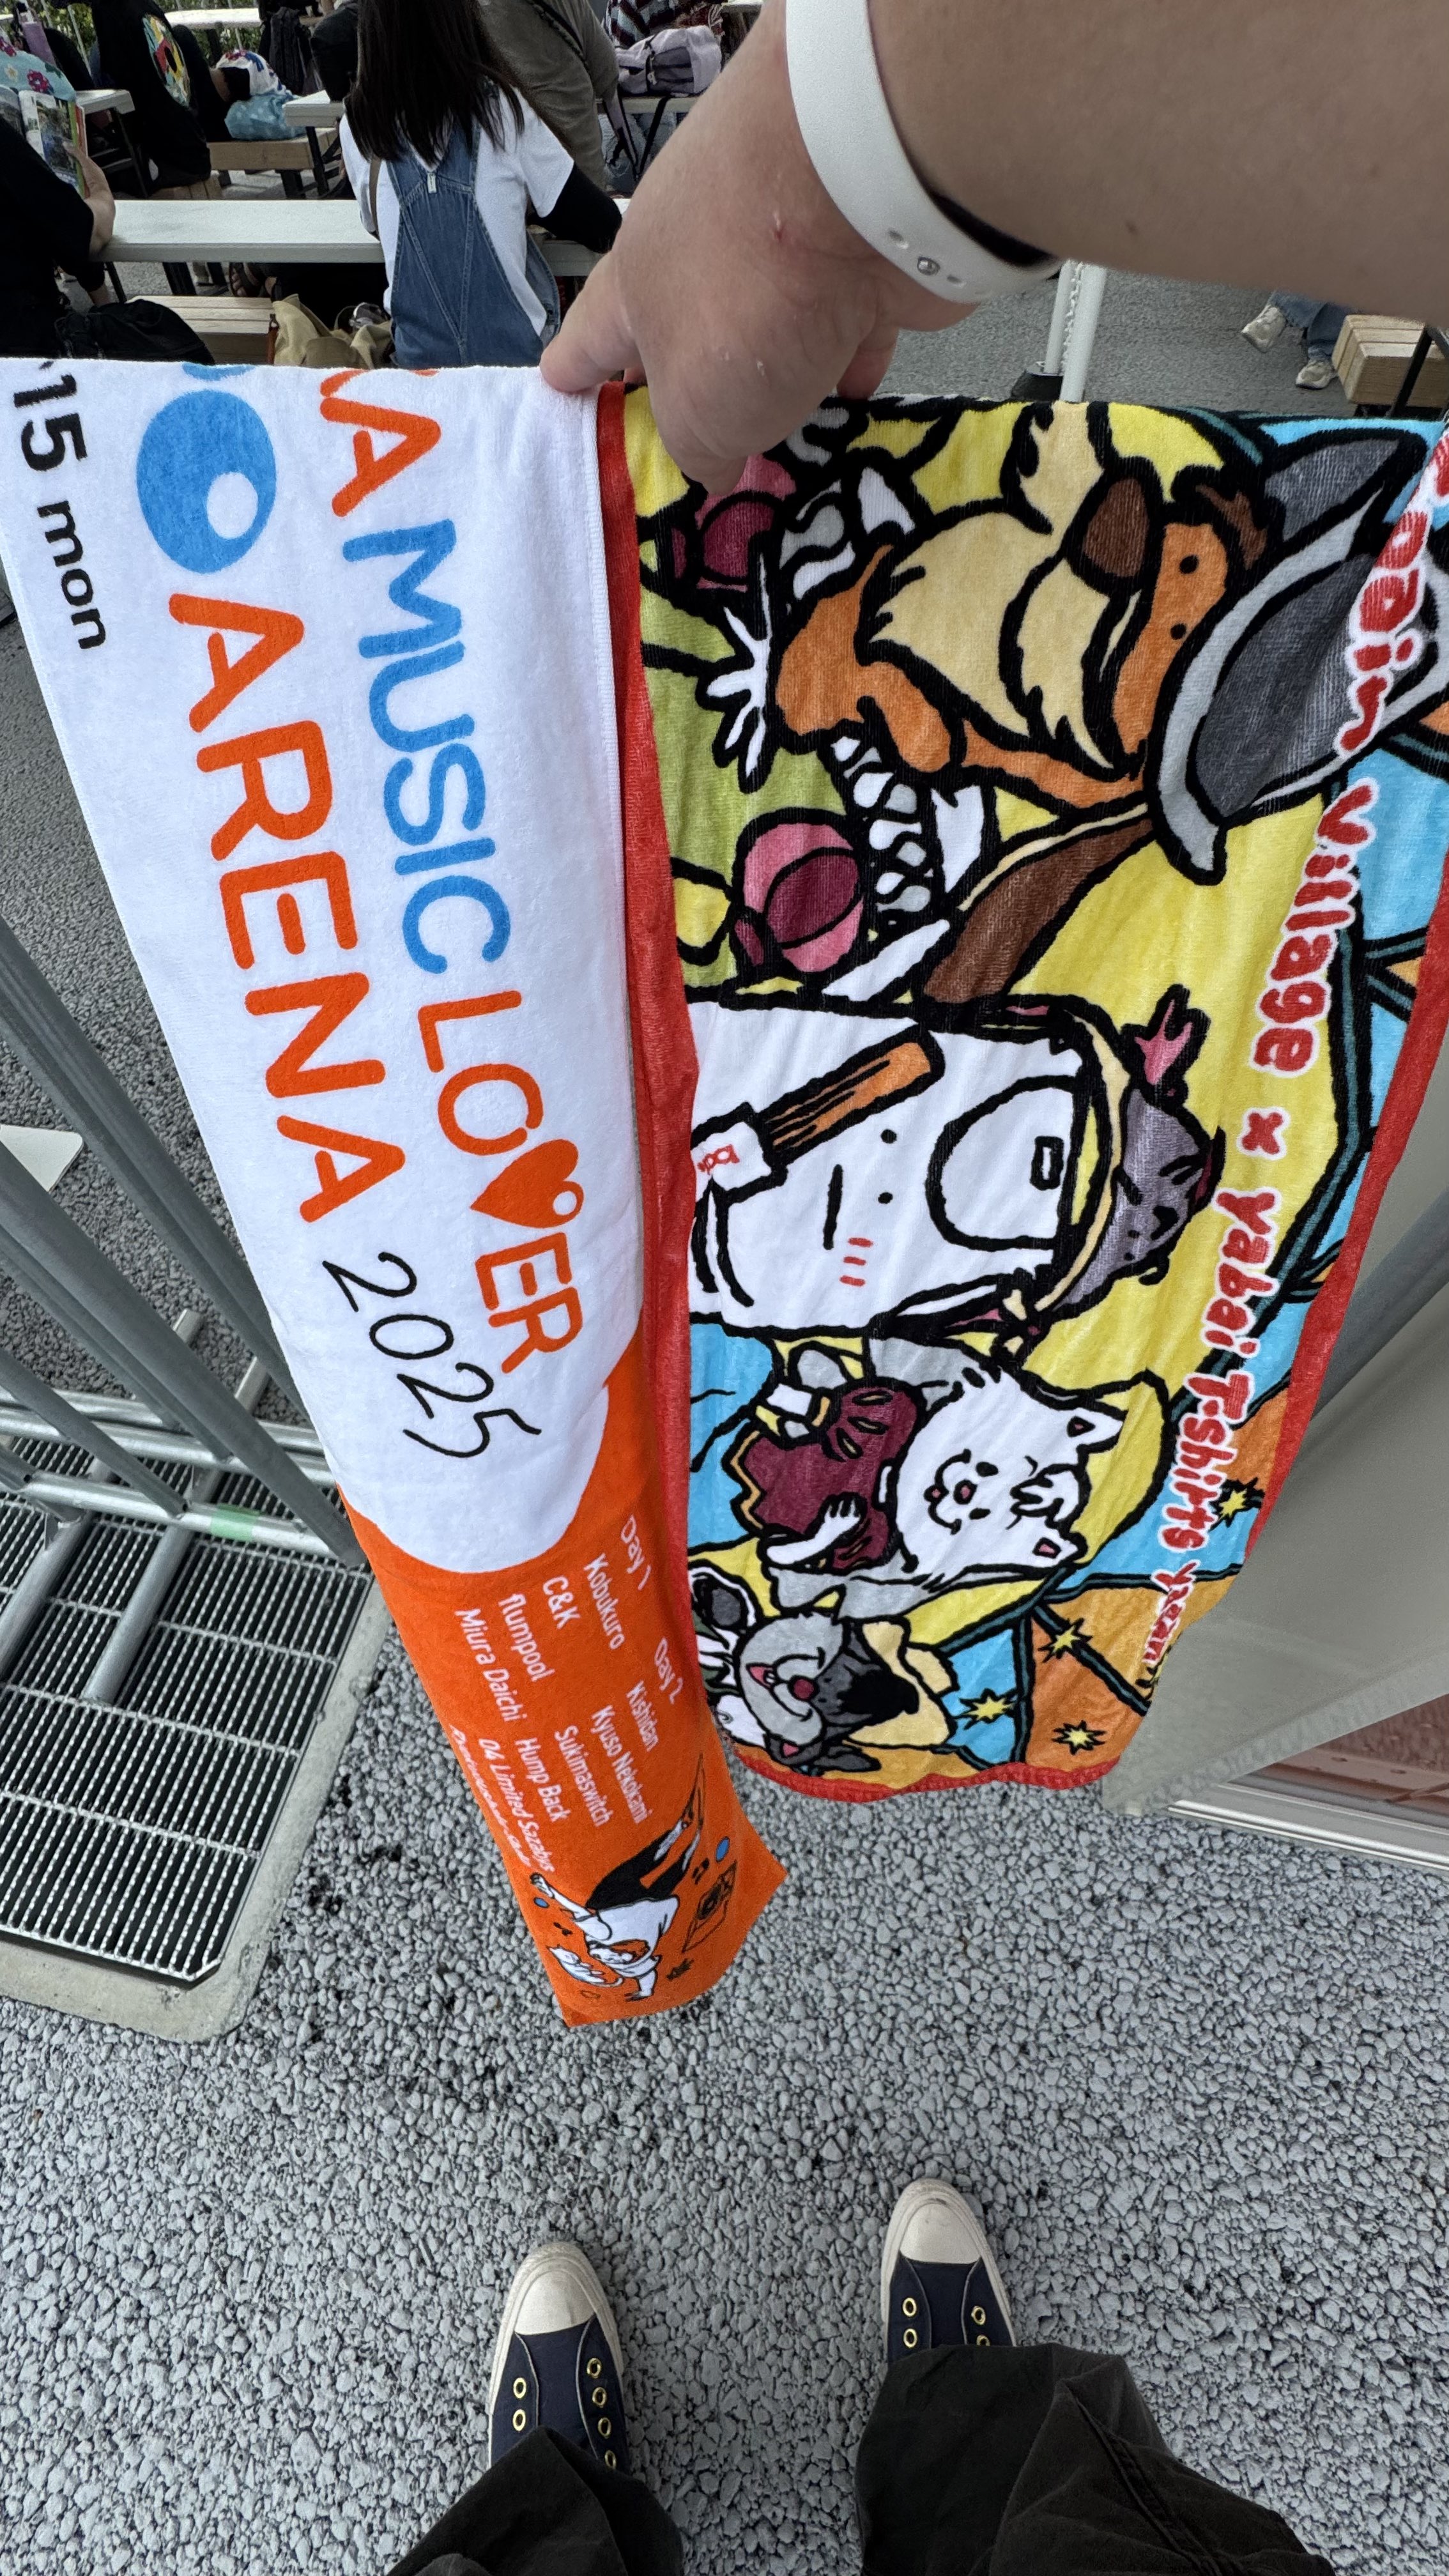 A MUSIC LOVER
ARENA 2025
15 mon
Day 1
Kobukuro
C&K
flumpool
Miura Daichi
Day 2
Kishidan
Kyuso Nekokami
Sukimaswitch
Hump Back
04 Limited Sazabys
village x yabai T-shirts yasan